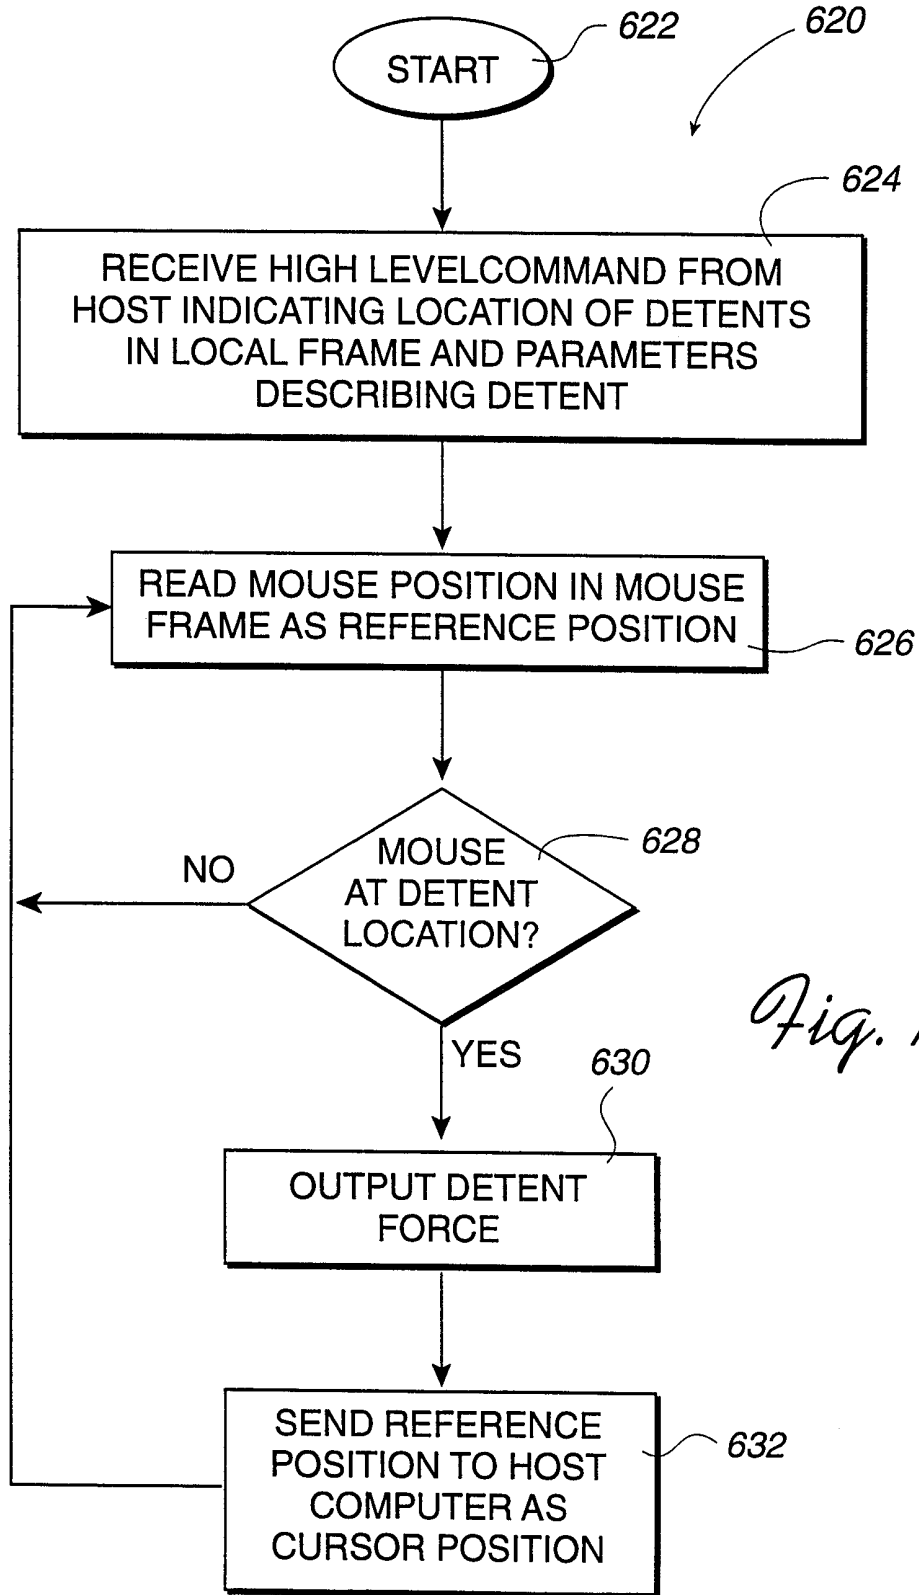 622
620
START
624
RECEIVE HIGH LEVELCOMMAND FROM
HOST INDICATING LOCATION OF DETENTS
IN LOCAL FRAME AND PARAMETERS
DESCRIBING DETENT
READ MOUSE POSITION IN MOUSE
FRAME AS REFERENCE POSITION
626
628
MOUSE
AT DETENT
LOCATION?
NO
YES
Fig.
630
OUTPUT DETENT
FORCE
SEND REFERENCE
POSITION TO HOST
COMPUTER AS
CURSOR POSITION
632